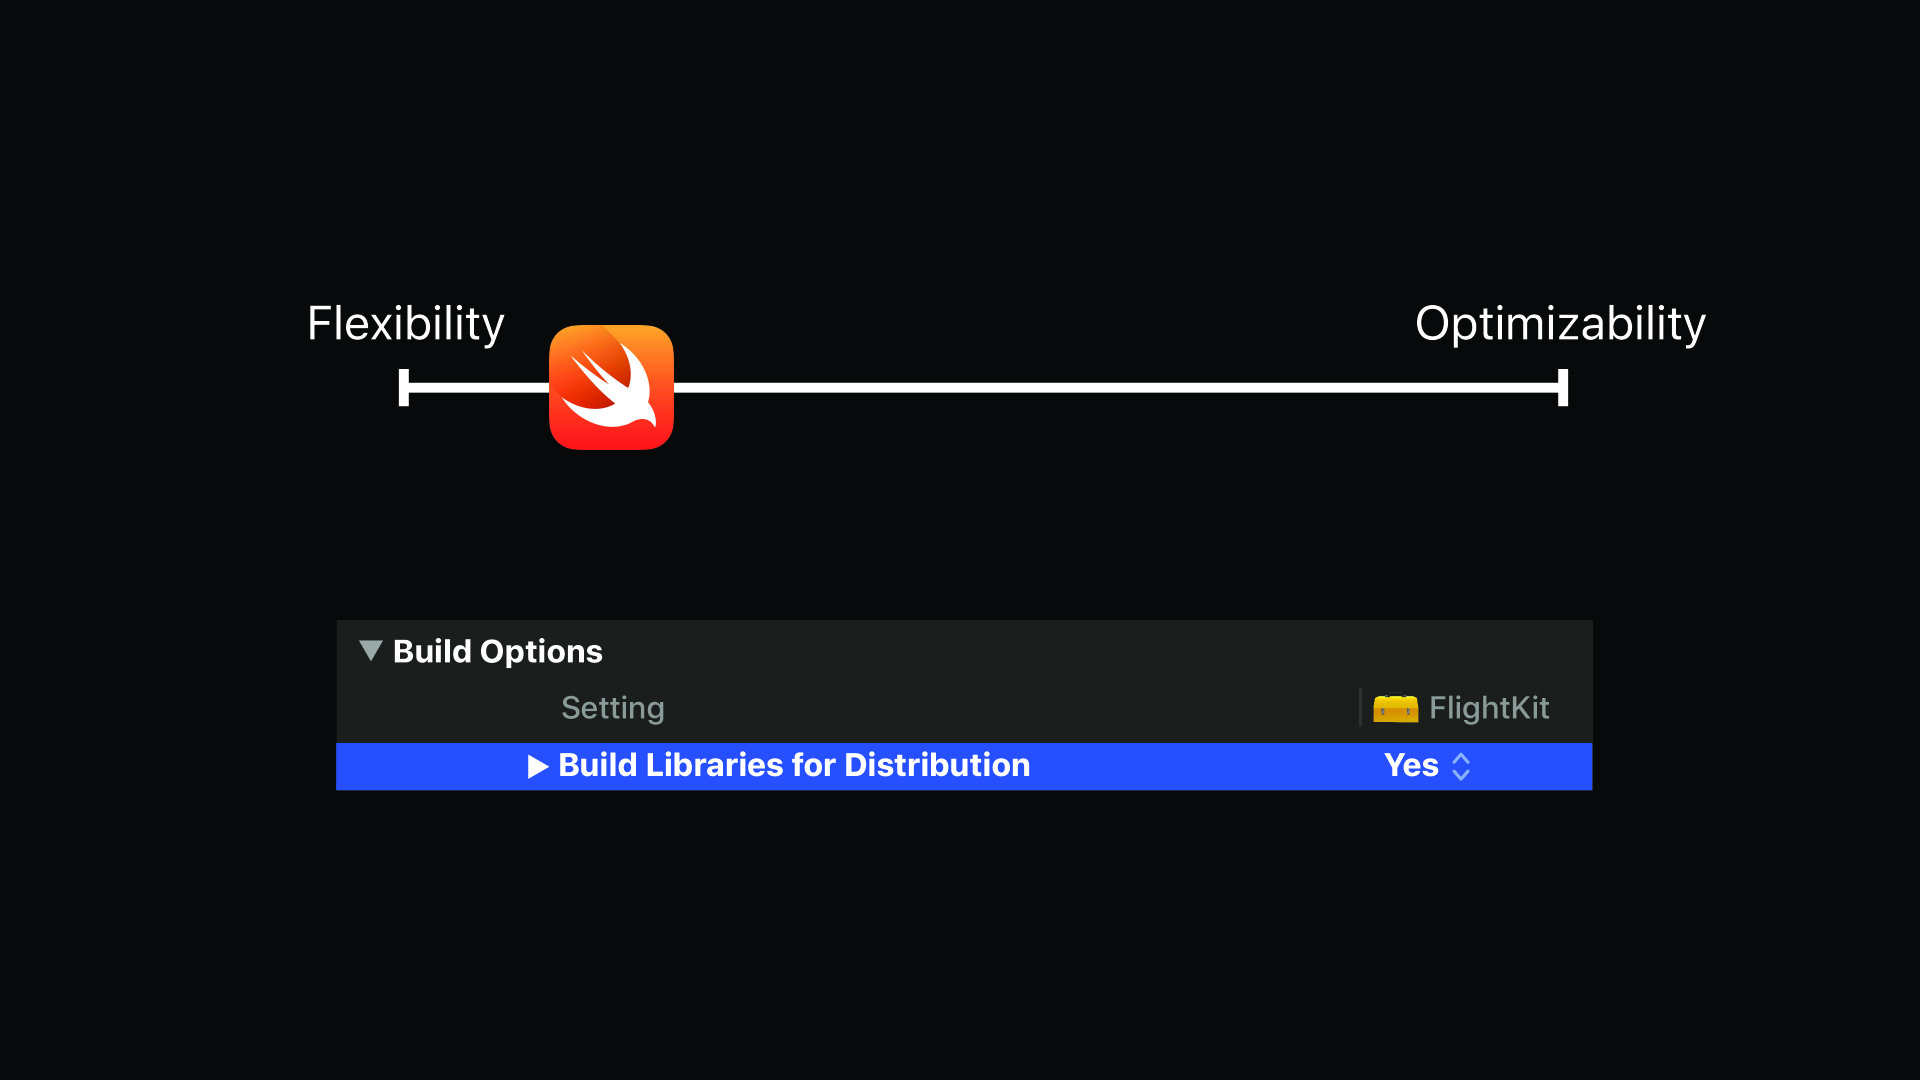 Flexibility
Optimizability
Build Options
Setting
FlightKit
Build Libraries for Distribution
Yes